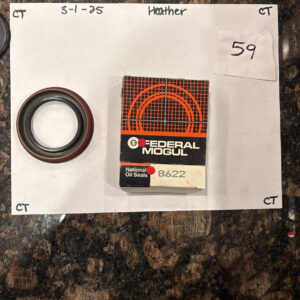 CT 3-1-25 Heather CT
59
FEDERAL
MOGUL
National
Oil Seals
8622
CT CT